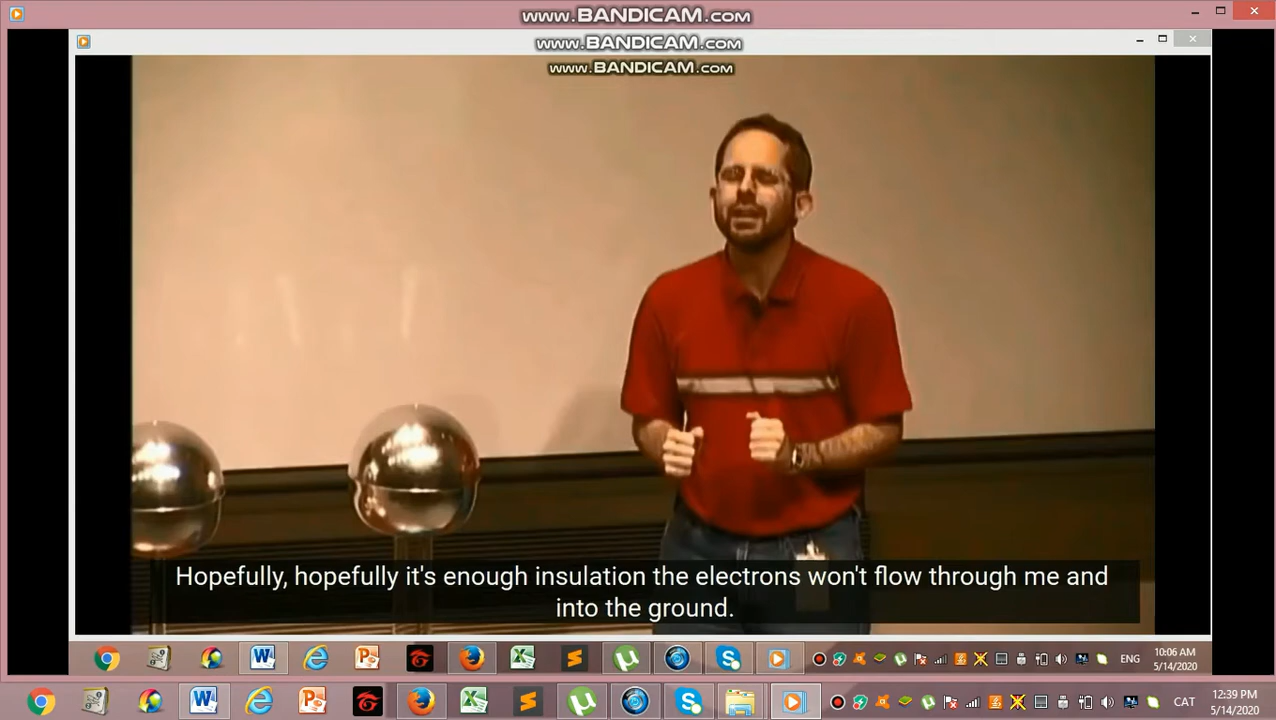 www.BANDICAM.com
www.BANDICAM.com
www.BANDICAM.com
Hopefully, hopefully it's enough insulation the electrons won't flow through me and
into the ground.
ENG
10:06 AM
5/14/2020
CAT
12:39 PM
5/14/2020